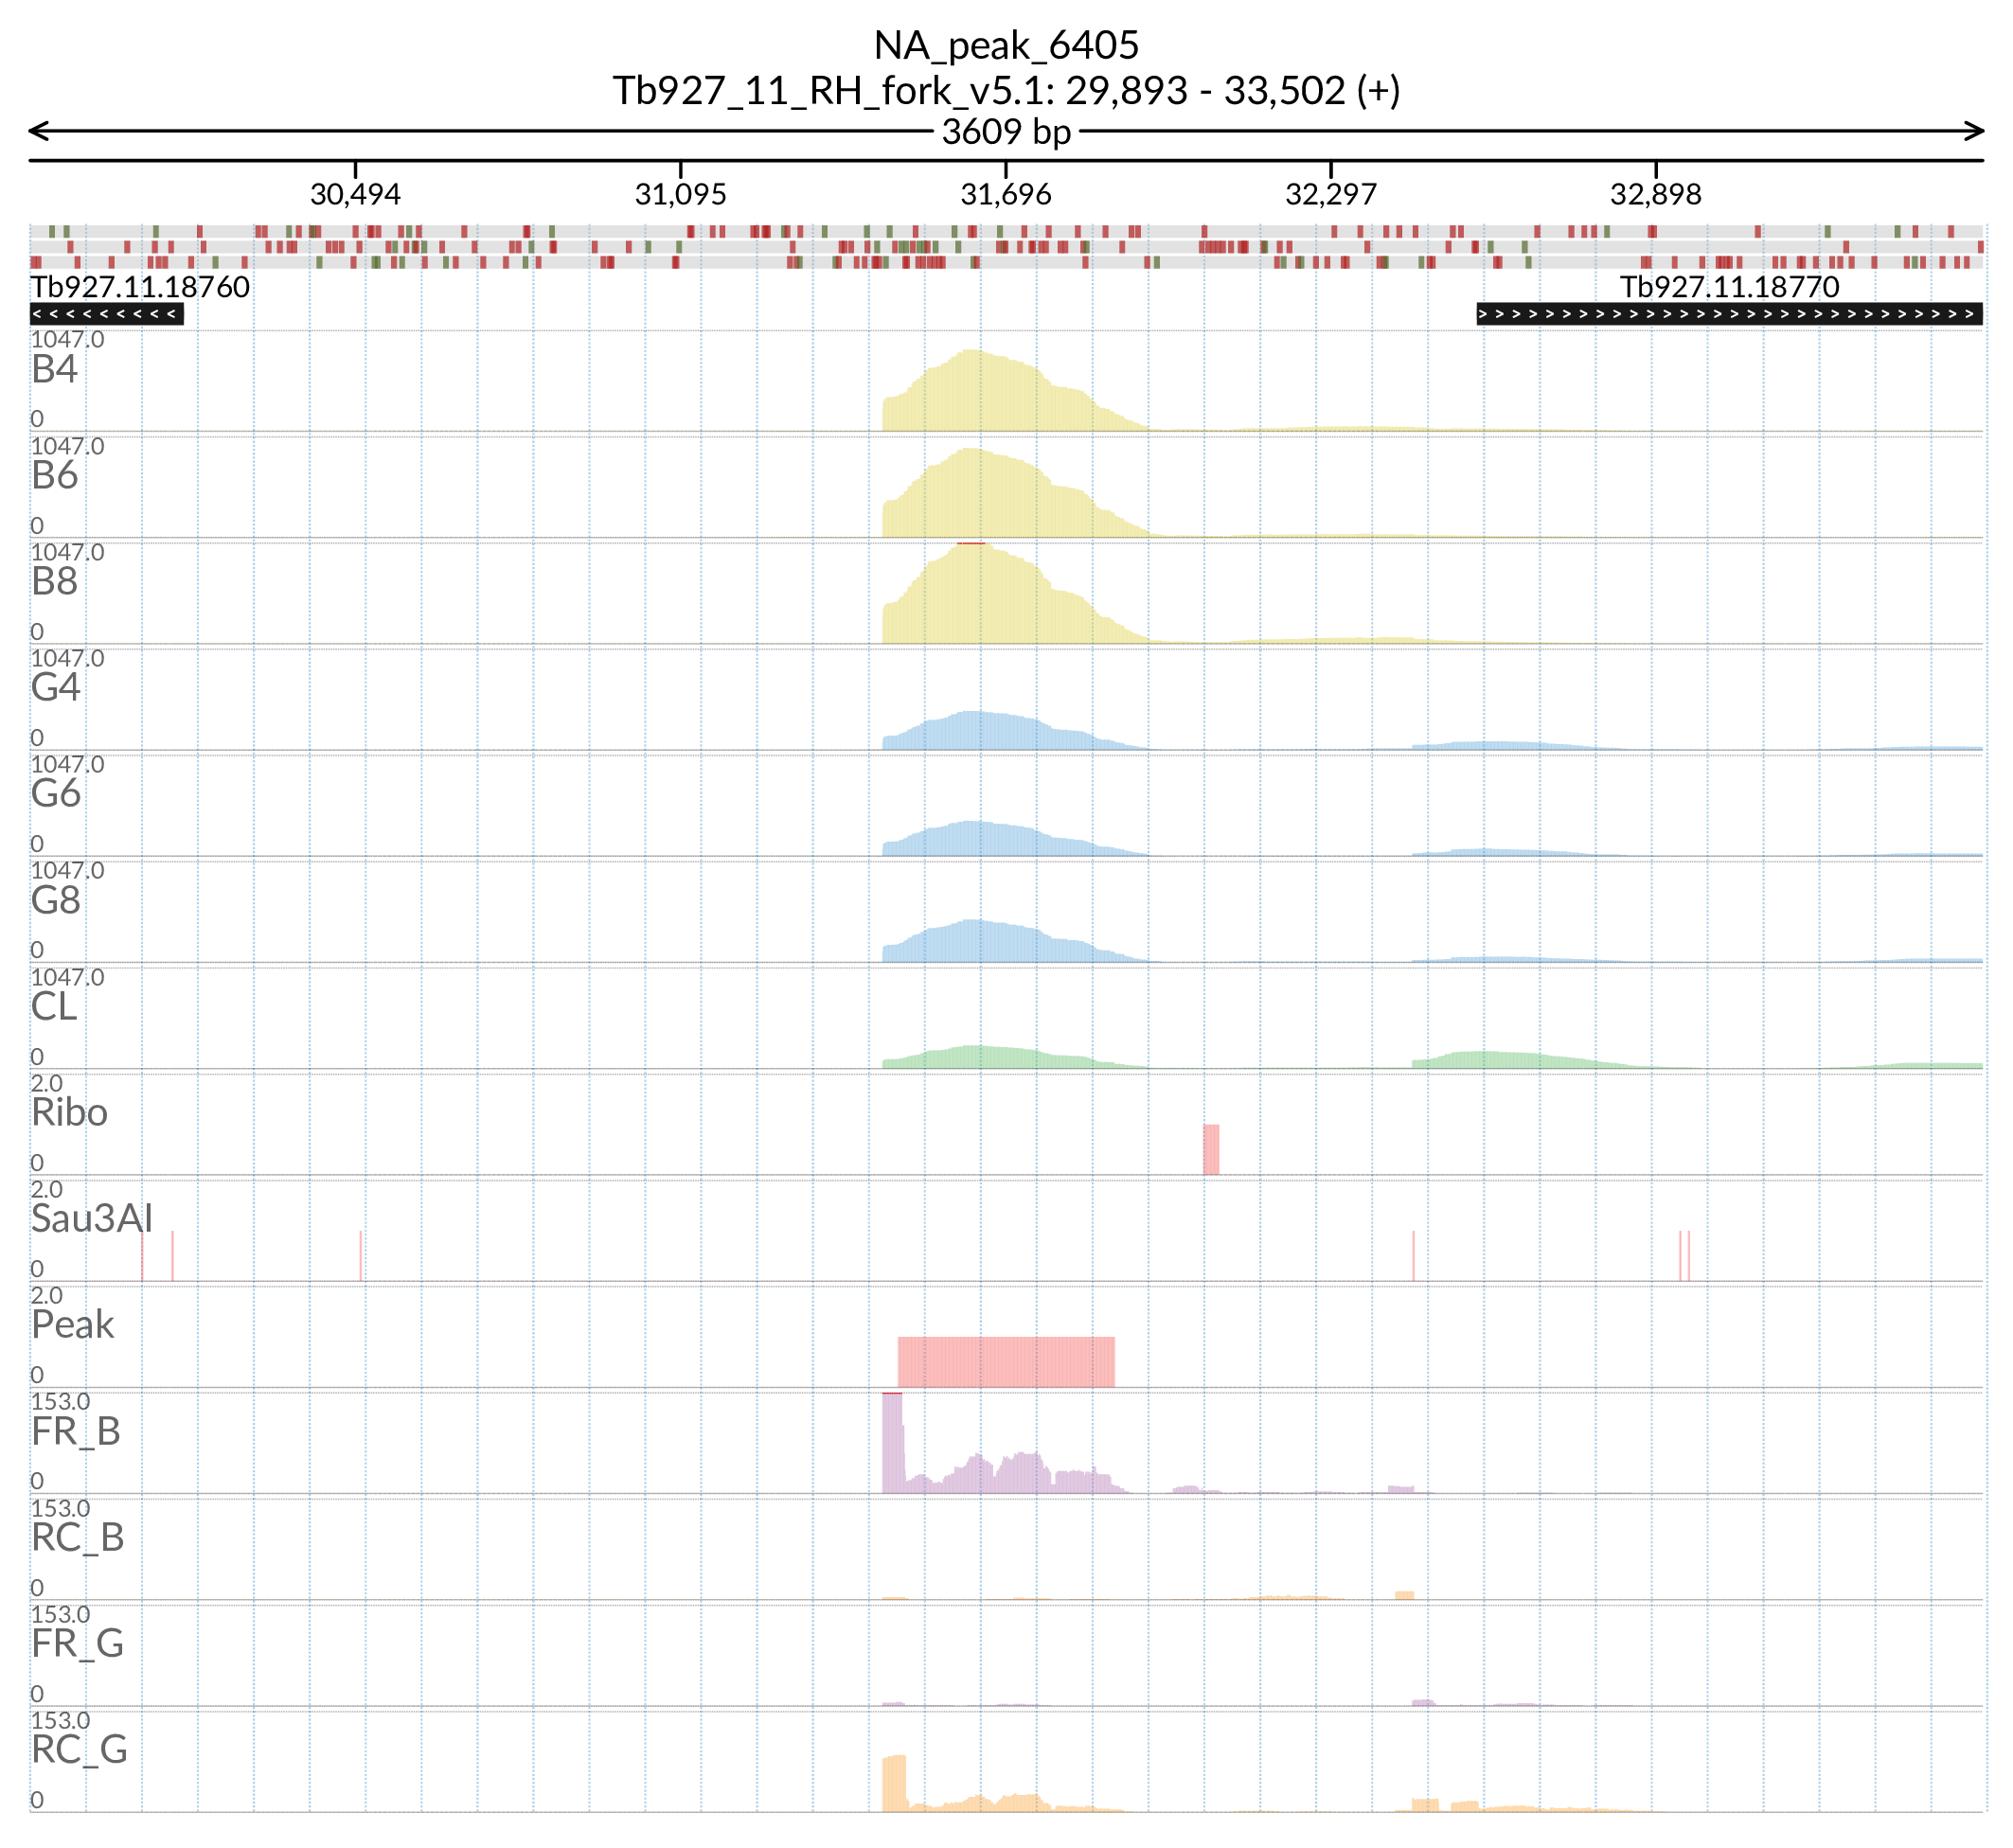 NA_peak_6405
Tb927_11_RH_fork_v5.1: 29,893 - 33,502 (+)
3609 bp
30,494 31,095 31,696 32,297 32,898
Tb927.11.18760 Tb927.11.18770
1047.0
B4
0
1047.0
B6
0
1047.0
B8
0
1047.0
G4
0
1047.0
G6
0
1047.0
G8
0
1047.0
CL
0
2.0
Ribo
0
2.0
Sau3AI
0
2.0
Peak
0
153.0
FR_B
0
153.0
RC_B
0
153.0
FR_G
0
153.0
RC_G
0